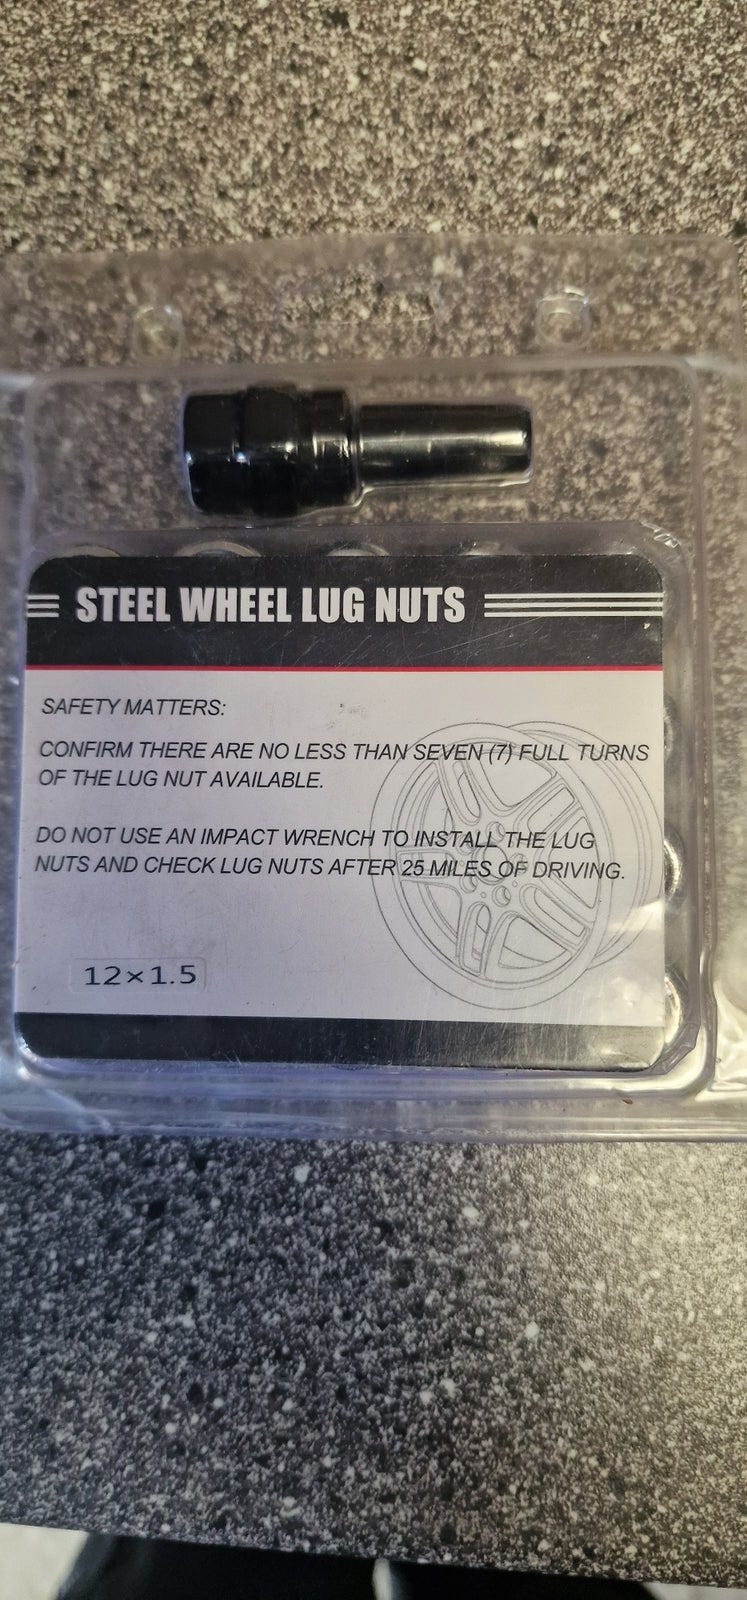 STEEL WHEEL LUG NUTS
SAFETY MATTERS:
CONFIRM THERE ARE NO LESS THAN SEVEN (7) FULL TURNS
OF THE LUG NUT AVAILABLE.
DO NOT USE AN IMPACT WRENCH TO INSTALL THE LUG
NUTS AND CHECK LUG NUTS AFTER 25 MILES OF DRIVING.
12×1.5